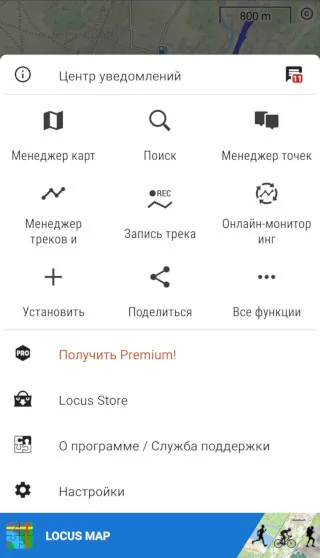 800 m
©
Центр уведомлений
11
Менеджер карт
Поиск
Менеджер точек
Менеджер
треков и
REC
Запись трека
Онлайн-монитор
инг
Установить
Поделиться
Все функции
PRO
Получить Premium!
Locus Store
О программе / Служба поддержки
Настройки
LOCUS MAP